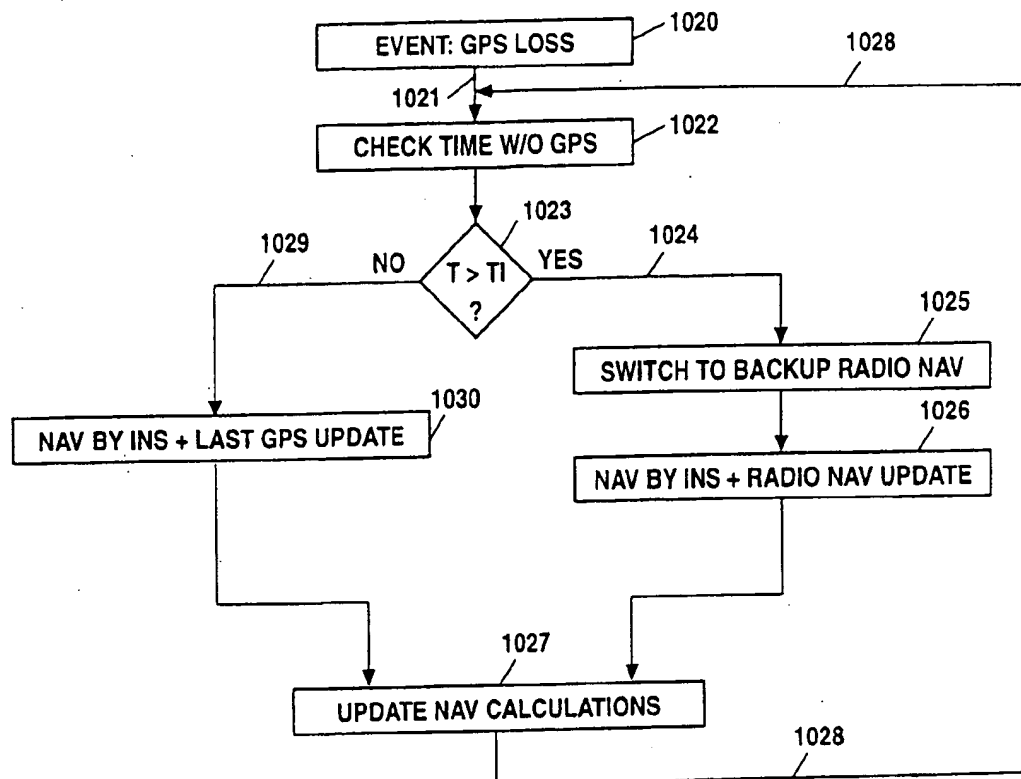 EVENT: GPS LOSS
1020
1028
1021
CHECK TIME W/O GPS
1022
1023
1029
1024
NO
T > TI
?
YES
1025
SWITCH TO BACKUP RADIO NAV
1030
NAV BY INS + LAST GPS UPDATE
1026
NAV BY INS + RADIO NAV UPDATE
1027
UPDATE NAV CALCULATIONS
1028